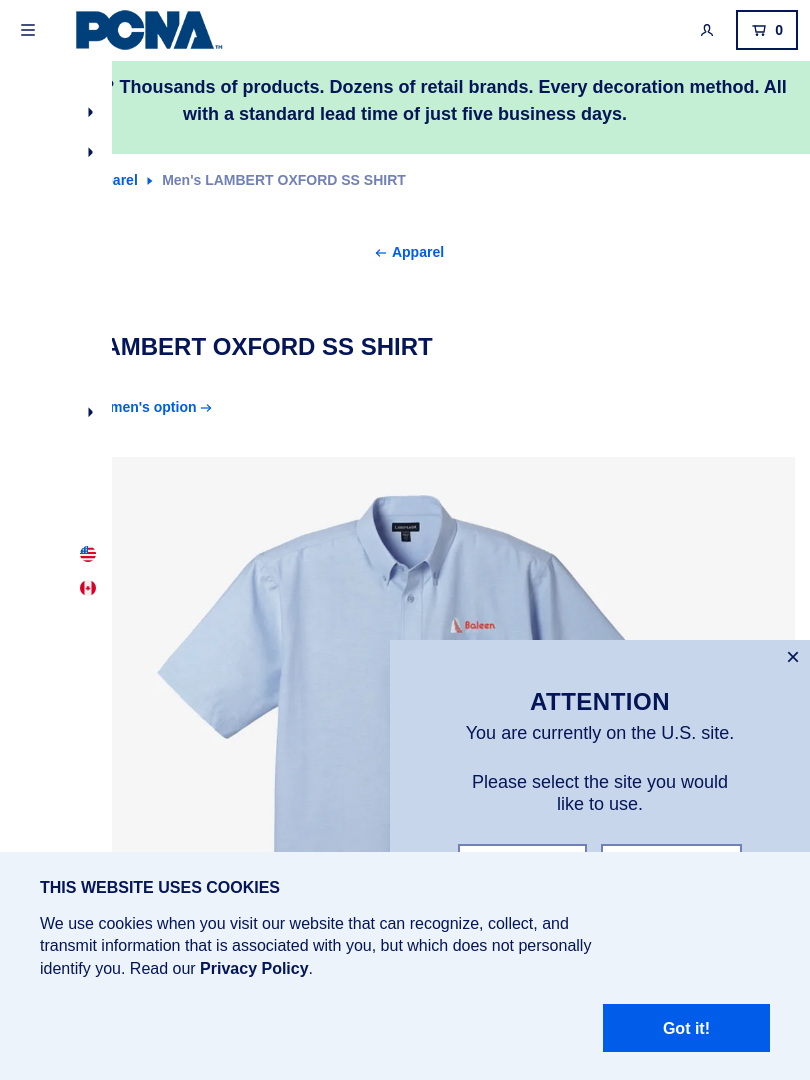 PCNA™
0
? Thousands of products. Dozens of retail brands. Every decoration method. All
with a standard lead time of just five business days.
arel Men's LAMBERT OXFORD SS SHIRT
Apparel
AMBERT OXFORD SS SHIRT
men's option
Baleen
ATTENTION
You are currently on the U.S. site.
Please select the site you would
like to use.
THIS WEBSITE USES COOKIES
We use cookies when you visit our website that can recognize, collect, and
transmit information that is associated with you, but which does not personally
identify you. Read our Privacy Policy.
Got it!